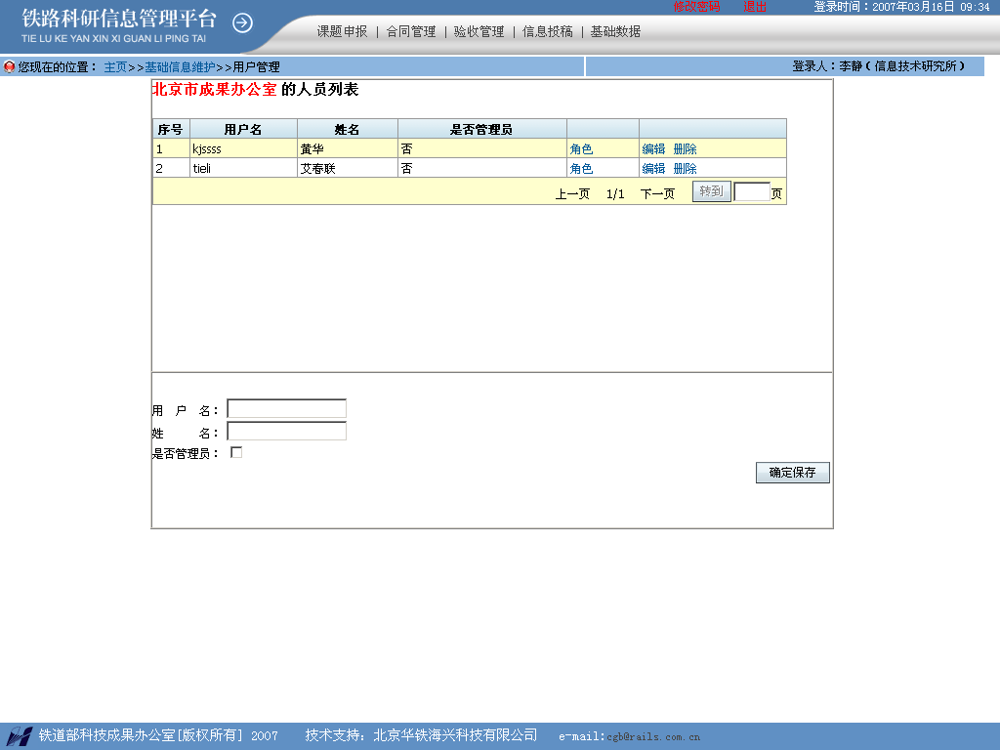 修改密码 退出 登录时间：2007年03月16日 09:34
铁路科研信息管理平台
TIE LU KE YAN XIN XI GUAN LI PING TAI
课题申报 | 合同管理 | 验收管理 | 信息投稿 | 基础数据
您现在的位置： 主页>>基础信息维护>>用户管理 登录人：李静（信息技术研究所）
北京市成果办公室 的人员列表
序号 用户名 姓名 是否管理员
1 kjssss 黄华 否 角色 编辑 删除
2 tieli 艾春联 否 角色 编辑 删除
上一页 1/1 下一页 转到 页
用 户 名：
姓 名：
是否管理员：
确定保存
铁道部科技成果办公室[版权所有] 2007 技术支持：北京华铁海兴科技有限公司 e-mail:cgb@rails.com.cn